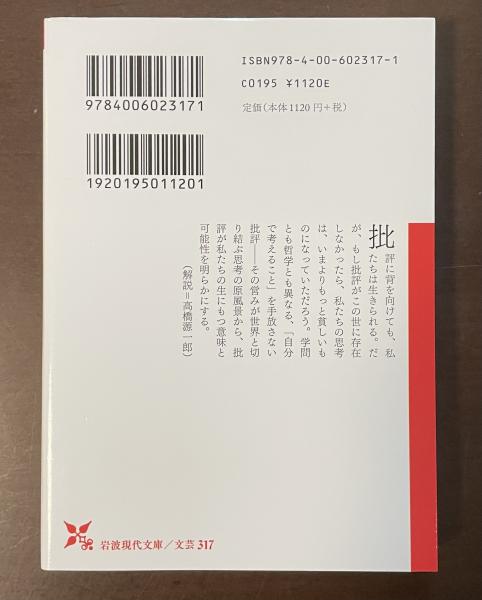 ISBN978-4-00-602317-1
C0195 ¥1120E
定価(本体1120円+税)
9784006023171
1920195011201
批評に背を向けても、私
たちは生きられる。だ
が、もし批評がこの世に存在
しなかったら、私たちの思考
は、いまよりもっと貧しいも
のになっていただろう。学問
とも哲学とも異なる、「自分
で考えること」を手放さない
批評――その営みが世界と切
り結ぶ思考の原風景から、批
評が私たちの生にもつ意味と
可能性を明らかにする。
(解説=高橋源一郎)
岩波現代文庫/文芸317